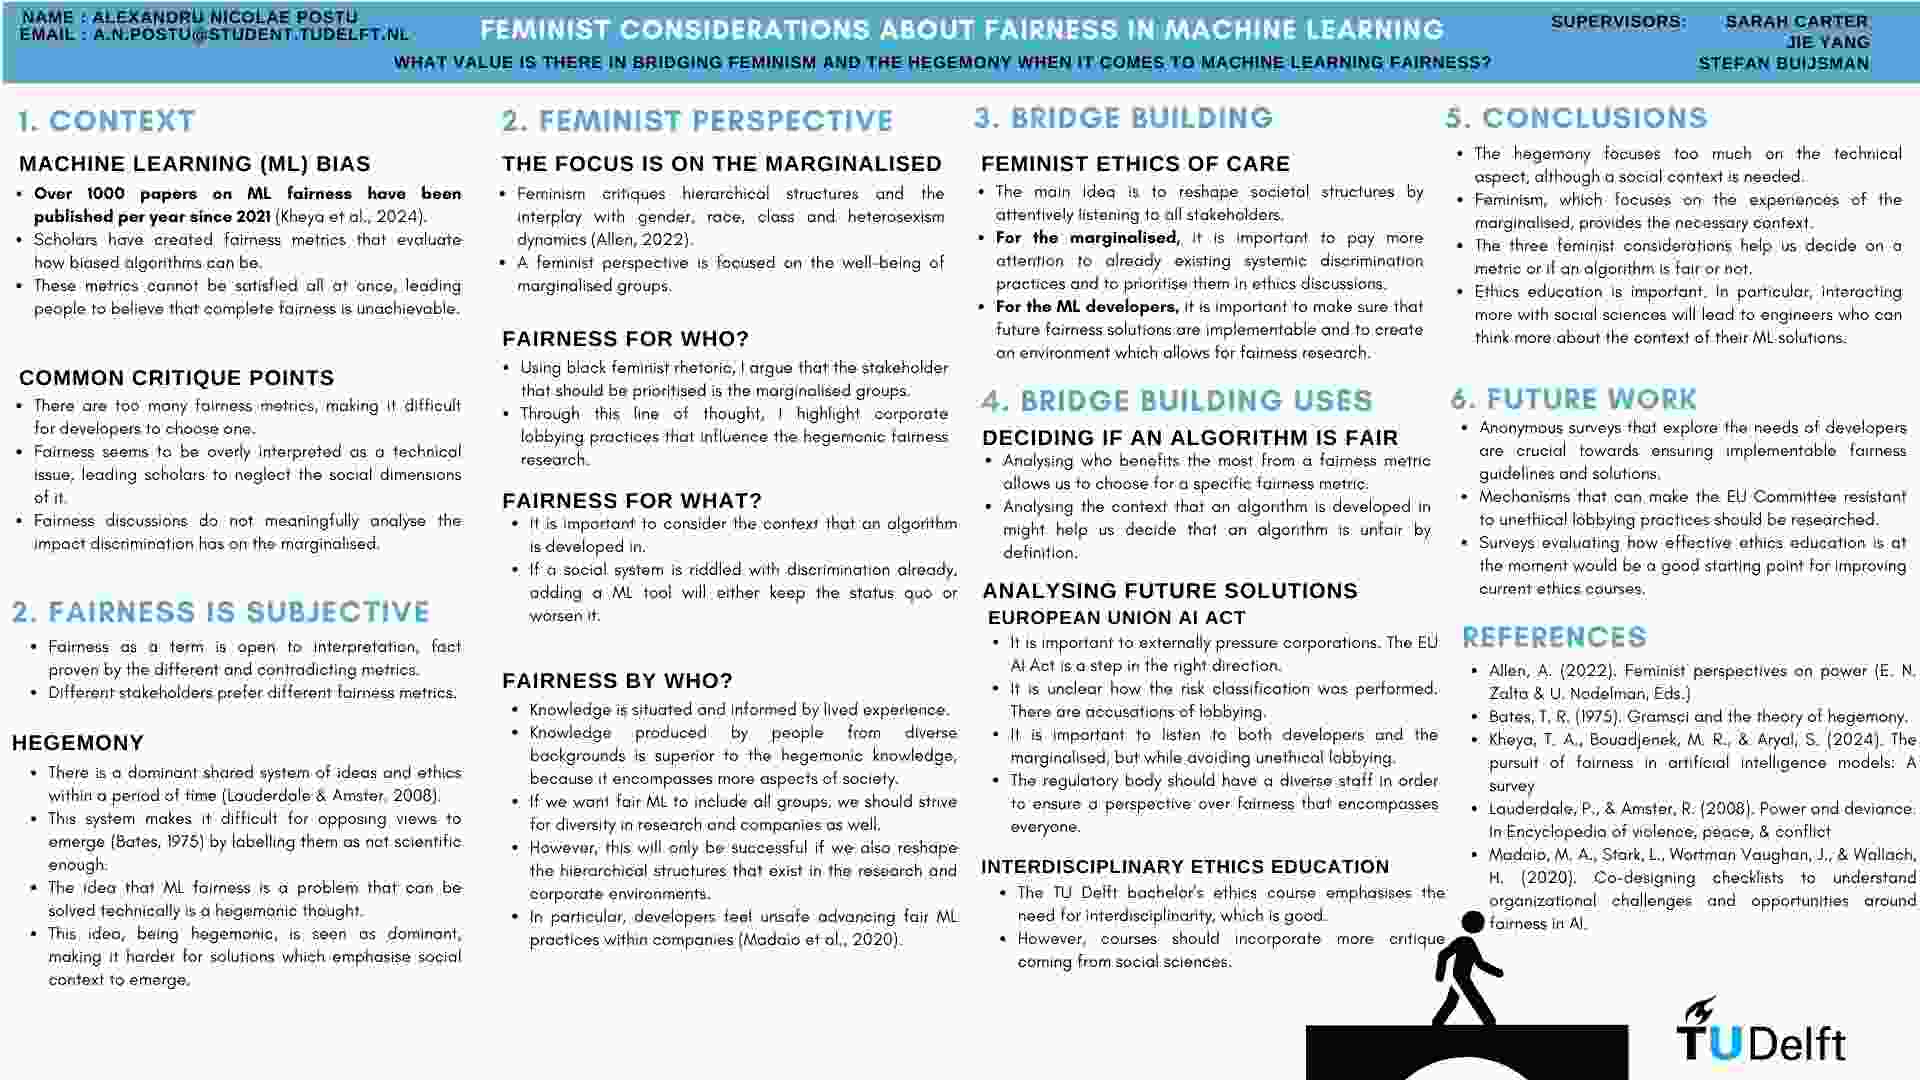 NAME : ALEXANDRU NICOLAE POSTU
EMAIL : A.N.POSTU@STUDENT.TUDELFT.NL
FEMINIST CONSIDERATIONS ABOUT FAIRNESS IN MACHINE LEARNING
WHAT VALUE IS THERE IN BRIDGING FEMINISM AND THE HEGEMONY WHEN IT COMES TO MACHINE LEARNING FAIRNESS?
SUPERVISORS: SARAH CARTER
JIE YANG
STEFAN BUIJSMAN
1. CONTEXT
MACHINE LEARNING (ML) BIAS
• Over 1000 papers on ML fairness have been
published per year since 2021 (Kheya et al., 2024).
• Scholars have created fairness metrics that evaluate
how biased algorithms can be.
• These metrics cannot be satisfied all at once, leading
people to believe that complete fairness is unachievable.
COMMON CRITIQUE POINTS
• There are too many fairness metrics, making it difficult
for developers to choose one.
• Fairness seems to be overly interpreted as a technical
issue, leading scholars to neglect the social dimensions
of it.
• Fairness discussions do not meaningfully analyse the
impact discrimination has on the marginalised.
2. FAIRNESS IS SUBJECTIVE
• Fairness as a term is open to interpretation, fact
proven by the different and contradicting metrics.
• Different stakeholders prefer different fairness metrics.
HEGEMONY
• There is a dominant shared system of ideas and ethics
within a period of time (Lauderdale & Amster, 2008).
• This system makes it difficult for opposing views to
emerge (Bates, 1975) by labelling them as not scientific
enough.
• The idea that ML fairness is a problem that can be
solved technically is a hegemonic thought.
• This idea, being hegemonic, is seen as dominant,
making it harder for solutions which emphasise social
context to emerge.
2. FEMINIST PERSPECTIVE
THE FOCUS IS ON THE MARGINALISED
• Feminism critiques hierarchical structures and the
interplay with gender, race, class and heterosexism
dynamics (Allen, 2022).
• A feminist perspective is focused on the well-being of
marginalised groups.
FAIRNESS FOR WHO?
• Using black feminist rhetoric, I argue that the stakeholder
that should be prioritised is the marginalised groups.
• Through this line of thought, I highlight corporate
lobbying practices that influence the hegemonic fairness
research.
FAIRNESS FOR WHAT?
• It is important to consider the context that an algorithm
is developed in.
• If a social system is riddled with discrimination already,
adding a ML tool will either keep the status quo or
worsen it.
FAIRNESS BY WHO?
• Knowledge is situated and informed by lived experience.
• Knowledge produced by people from diverse
backgrounds is superior to the hegemonic knowledge,
because it encompasses more aspects of society.
• If we want fair ML to include all groups, we should strive
for diversity in research and companies as well.
• However, this will only be successful if we also reshape
the hierarchical structures that exist in the research and
corporate environments.
• In particular, developers feel unsafe advancing fair ML
practices within companies (Madaio et al., 2020).
3. BRIDGE BUILDING
FEMINIST ETHICS OF CARE
• The main idea is to reshape societal structures by
attentively listening to all stakeholders.
• For the marginalised, it is important to pay more
attention to already existing systemic discrimination
practices and to prioritise them in ethics discussions.
• For the ML developers, it is important to make sure that
future fairness solutions are implementable and to create
an environment which allows for fairness research.
4. BRIDGE BUILDING USES
DECIDING IF AN ALGORITHM IS FAIR
• Analysing who benefits the most from a fairness metric
allows us to choose for a specific fairness metric.
• Analysing the context that an algorithm is developed in
might help us decide that an algorithm is unfair by
definition.
ANALYSING FUTURE SOLUTIONS
EUROPEAN UNION AI ACT
• It is important to externally pressure corporations. The EU
AI Act is a step in the right direction.
• It is unclear how the risk classification was performed.
There are accusations of lobbying.
• It is important to listen to both developers and the
marginalised, but while avoiding unethical lobbying.
• The regulatory body should have a diverse staff in order
to ensure a perspective over fairness that encompasses
everyone.
INTERDISCIPLINARY ETHICS EDUCATION
• The TU Delft bachelor's ethics course emphasises the
need for interdisciplinarity, which is good.
• However, courses should incorporate more critique
coming from social sciences.
5. CONCLUSIONS
• The hegemony focuses too much on the technical
aspect, although a social context is needed.
• Feminism, which focuses on the experiences of the
marginalised, provides the necessary context.
• The three feminist considerations help us decide on a
metric or if an algorithm is fair or not.
• Ethics education is important. In particular, interacting
more with social sciences will lead to engineers who can
think more about the context of their ML solutions.
6. FUTURE WORK
• Anonymous surveys that explore the needs of developers
are crucial towards ensuring implementable fairness
guidelines and solutions.
• Mechanisms that can make the EU Committee resistant
to unethical lobbying practices should be researched.
• Surveys evaluating how effective ethics education is at
the moment would be a good starting point for improving
current ethics courses.
REFERENCES
• Allen, A. (2022). Feminist perspectives on power (E. N.
Zalta & U. Nodelman, Eds.)
• Bates, T. R. (1975). Gramsci and the theory of hegemony.
• Kheya, T. A., Bouadjenek, M. R., & Aryal, S. (2024). The
pursuit of fairness in artificial intelligence models: A
survey
• Lauderdale, P., & Amster, R. (2008). Power and deviance.
In Encyclopedia of violence, peace, & conflict
• Madaio, M. A., Stark, L., Wortman Vaughan, J., & Wallach,
H. (2020). Co-designing checklists to understand
organizational challenges and opportunities around
fairness in AI.
TUDelft